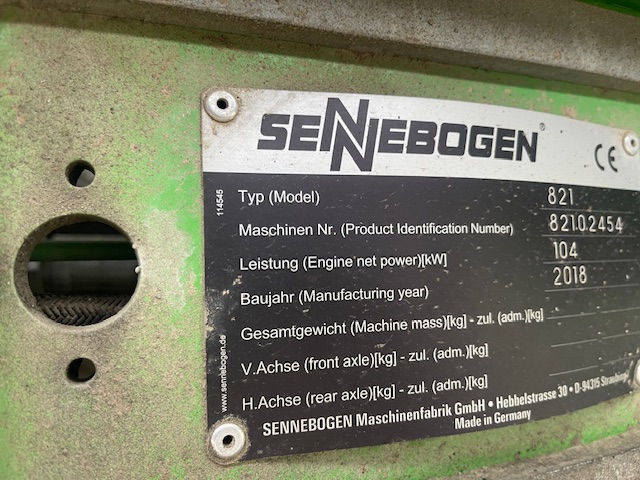 SENNEBOGEN®
CE
Typ (Model) 821
Maschinen Nr. (Product Identification Number) 821.0.2454
Leistung (Engine net power)[kW] 104
Baujahr (Manufacturing year) 2018
Gesamtgewicht (Machine mass)[kg] - zul. (adm.)[kg]
V.Achse (front axle)[kg] - zul. (adm.)[kg]
H.Achse (rear axle)[kg] - zul. (adm.)[kg]
SENNEBOGEN Maschinenfabrik GmbH • Hebbelstrasse 30 • D-94315 Straubing
Made in Germany
114545
www.sennebogen.de